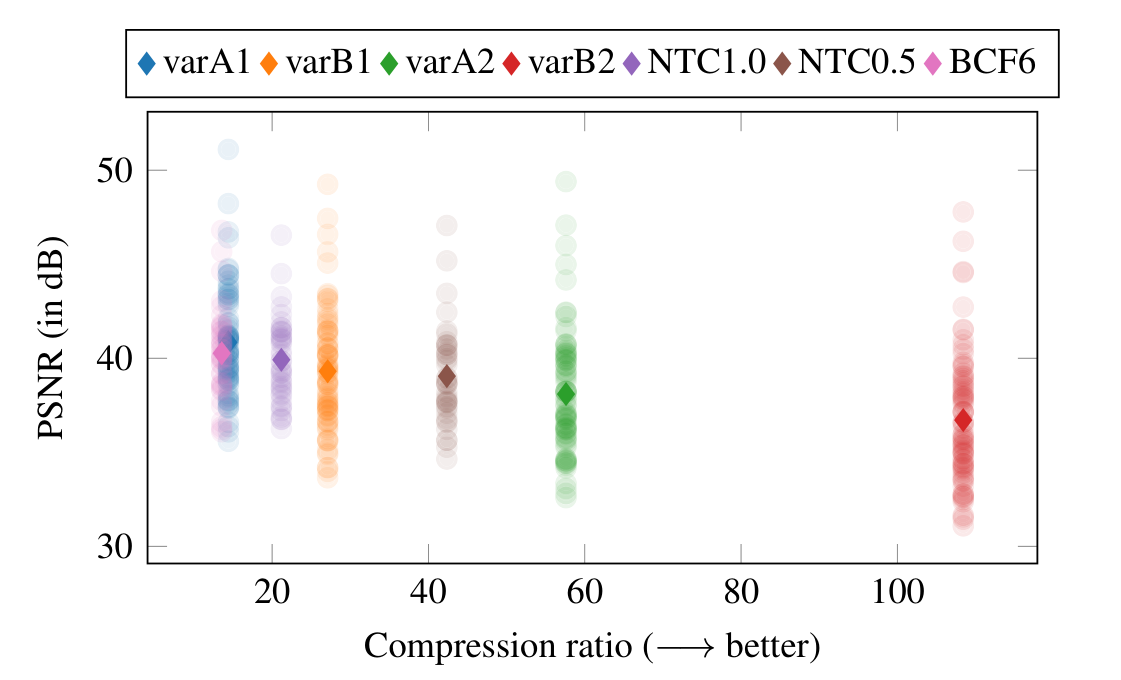 varA1 varB1 varA2 varB2 NTC1.0 NTC0.5 BCF6
50
40
30
PSNR (in dB)
20 40 60 80 100
Compression ratio (⟶ better)